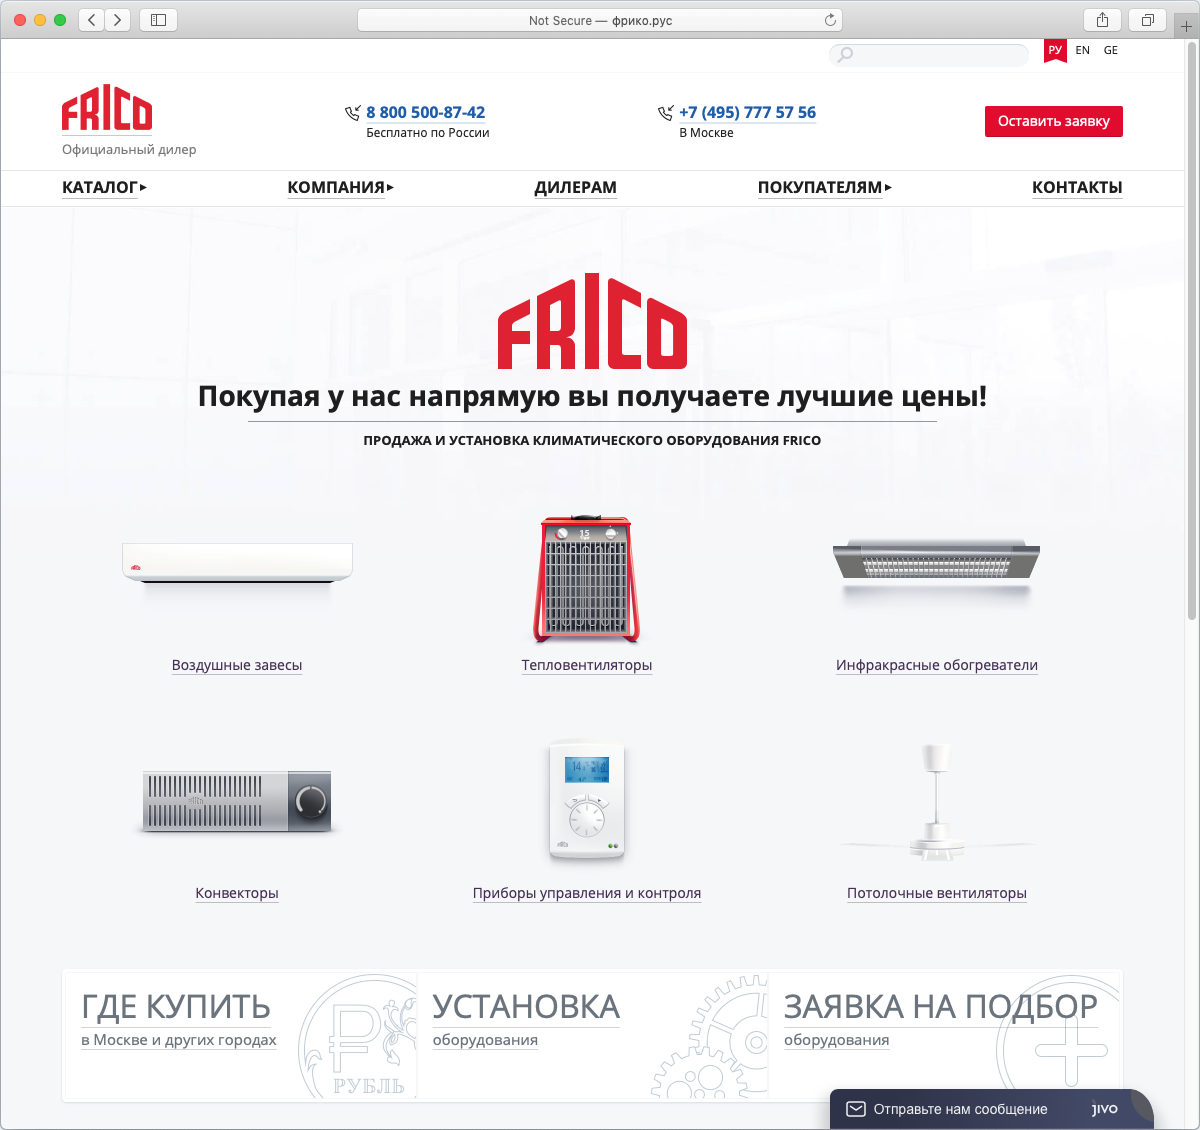 Not Secure — фрико.рус
РУ EN GE
FRICO
Официальный дилер
8 800 500-87-42
Бесплатно по России
+7 (495) 777 57 56
В Москве
Оставить заявку
КАТАЛОГ КОМПАНИЯ ДИЛЕРАМ ПОКУПАТЕЛЯМ КОНТАКТЫ
FRICO
Покупая у нас напрямую вы получаете лучшие цены!
ПРОДАЖА И УСТАНОВКА КЛИМАТИЧЕСКОГО ОБОРУДОВАНИЯ FRICO
15
Воздушные завесы Тепловентиляторы Инфракрасные обогреватели
14
FRICO
Конвекторы Приборы управления и контроля Потолочные вентиляторы
ГДЕ КУПИТЬ
в Москве и других городах
РУБЛЬ
УСТАНОВКА
оборудования
ЗАЯВКА НА ПОДБОР
оборудования
Отправьте нам сообщение jivo